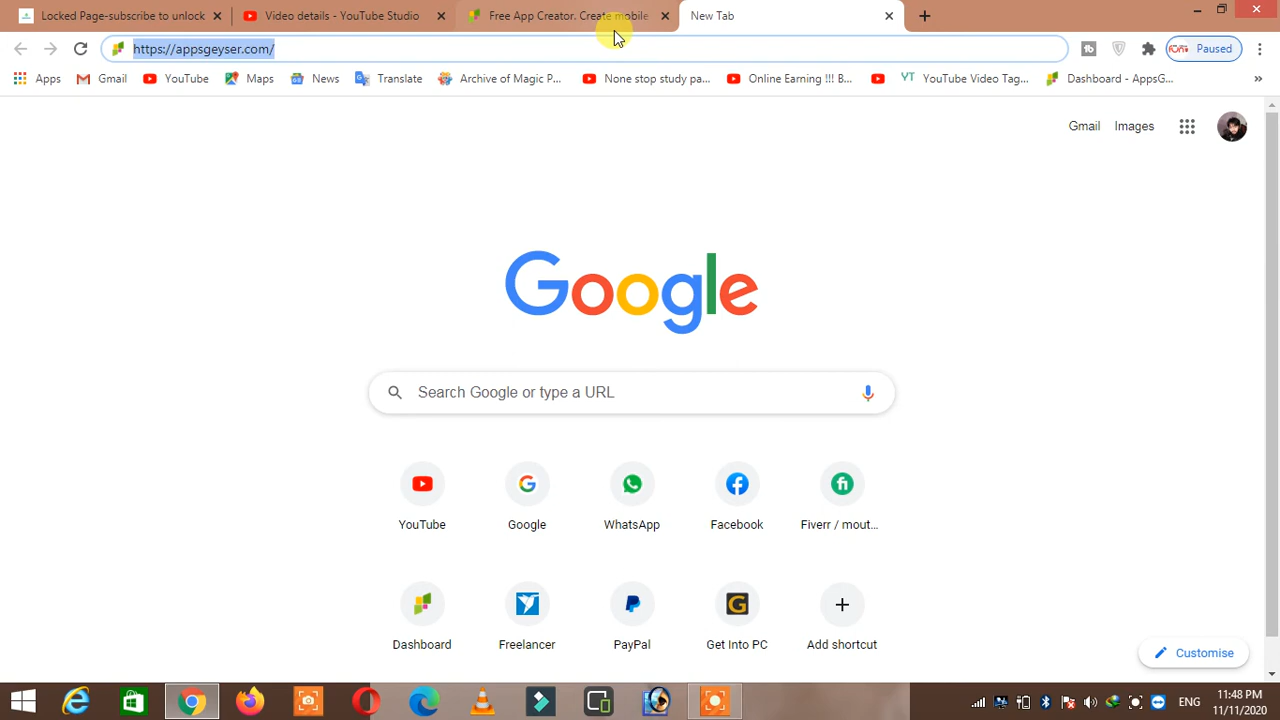 Locked Page-subscribe to unlock
Video details - YouTube Studio
Free App Creator. Create mobile
New Tab
https://appsgeyser.com/
Paused
Apps
Gmail
YouTube
Maps
News
Translate
Archive of Magic P...
None stop study pa...
Online Earning !!! B...
YT YouTube Video Tag...
Dashboard - AppsG...
Gmail
Images
Google
Search Google or type a URL
YouTube
Google
WhatsApp
Facebook
fi
Fiverr / mout...
Dashboard
Freelancer
PayPal
G
Get Into PC
Add shortcut
Customise
ENG
11:48 PM
11/11/2020